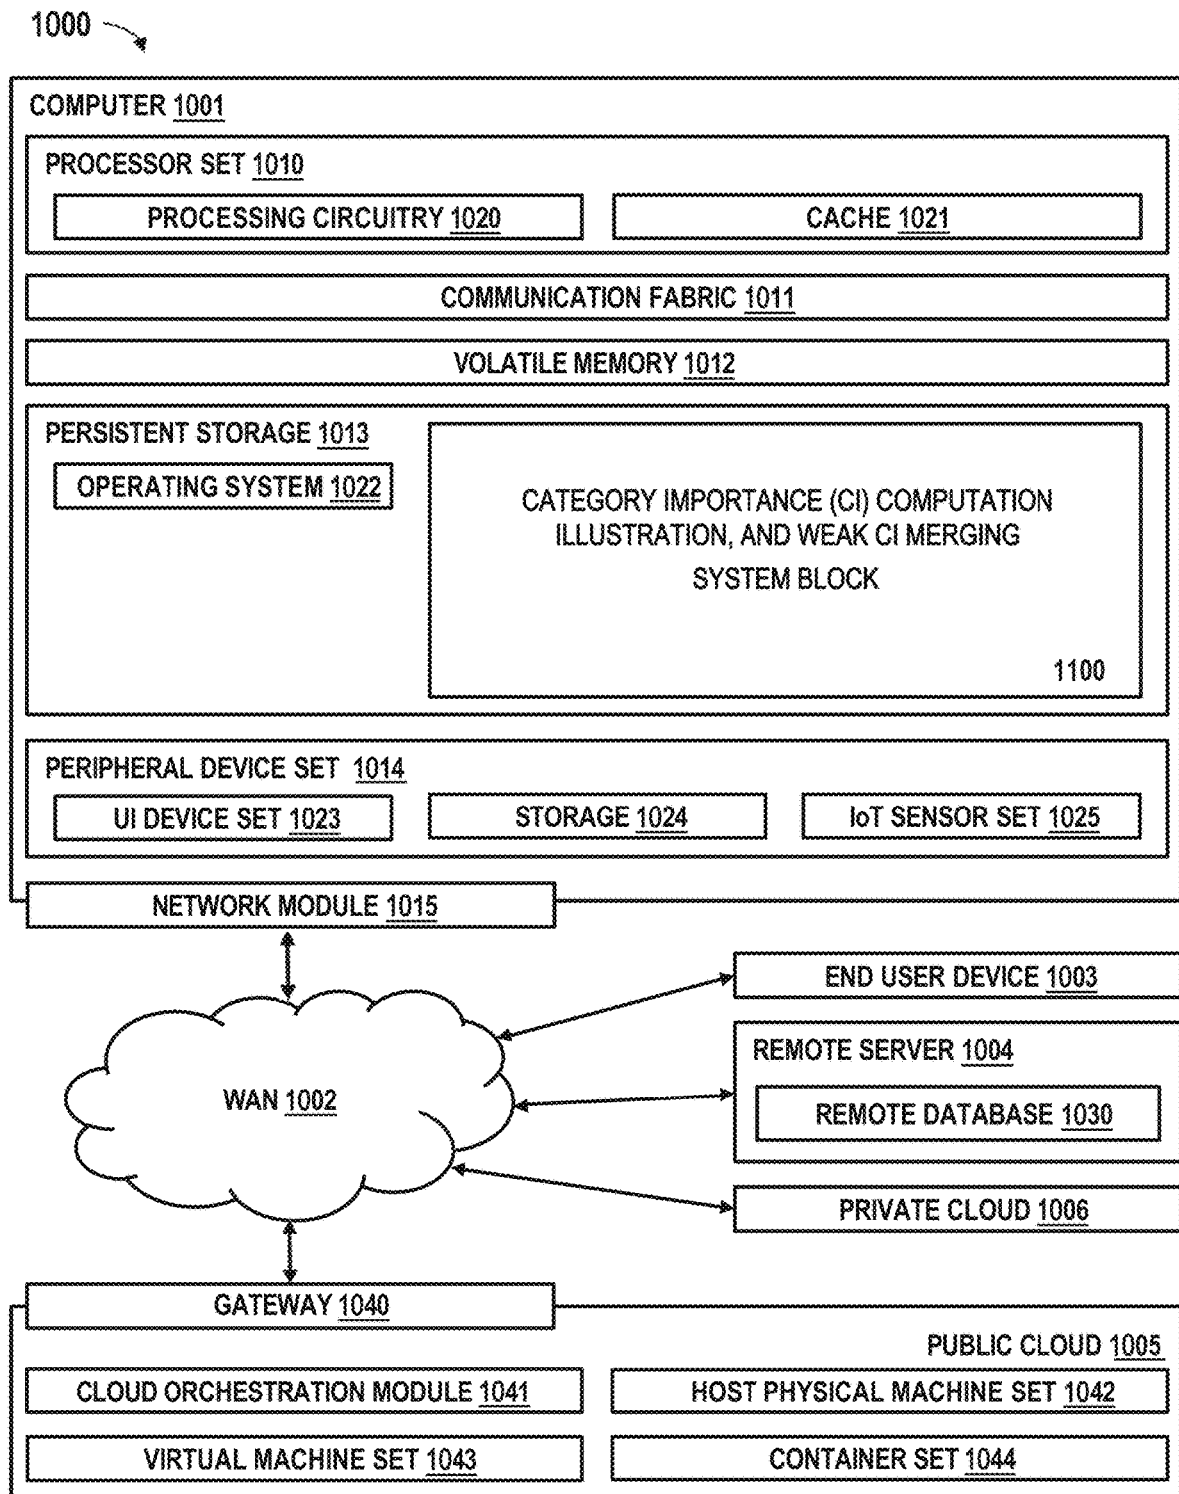 1000
COMPUTER 1001
PROCESSOR SET 1010
PROCESSING CIRCUITRY 1020
CACHE 1021
COMMUNICATION FABRIC 1011
VOLATILE MEMORY 1012
PERSISTENT STORAGE 1013
OPERATING SYSTEM 1022
CATEGORY IMPORTANCE (CI) COMPUTATION
ILLUSTRATION, AND WEAK CI MERGING
SYSTEM BLOCK
1100
PERIPHERAL DEVICE SET 1014
UI DEVICE SET 1023
STORAGE 1024
IoT SENSOR SET 1025
NETWORK MODULE 1015
END USER DEVICE 1003
REMOTE SERVER 1004
WAN 1002
REMOTE DATABASE 1030
PRIVATE CLOUD 1006
GATEWAY 1040
PUBLIC CLOUD 1005
CLOUD ORCHESTRATION MODULE 1041
HOST PHYSICAL MACHINE SET 1042
VIRTUAL MACHINE SET 1043
CONTAINER SET 1044